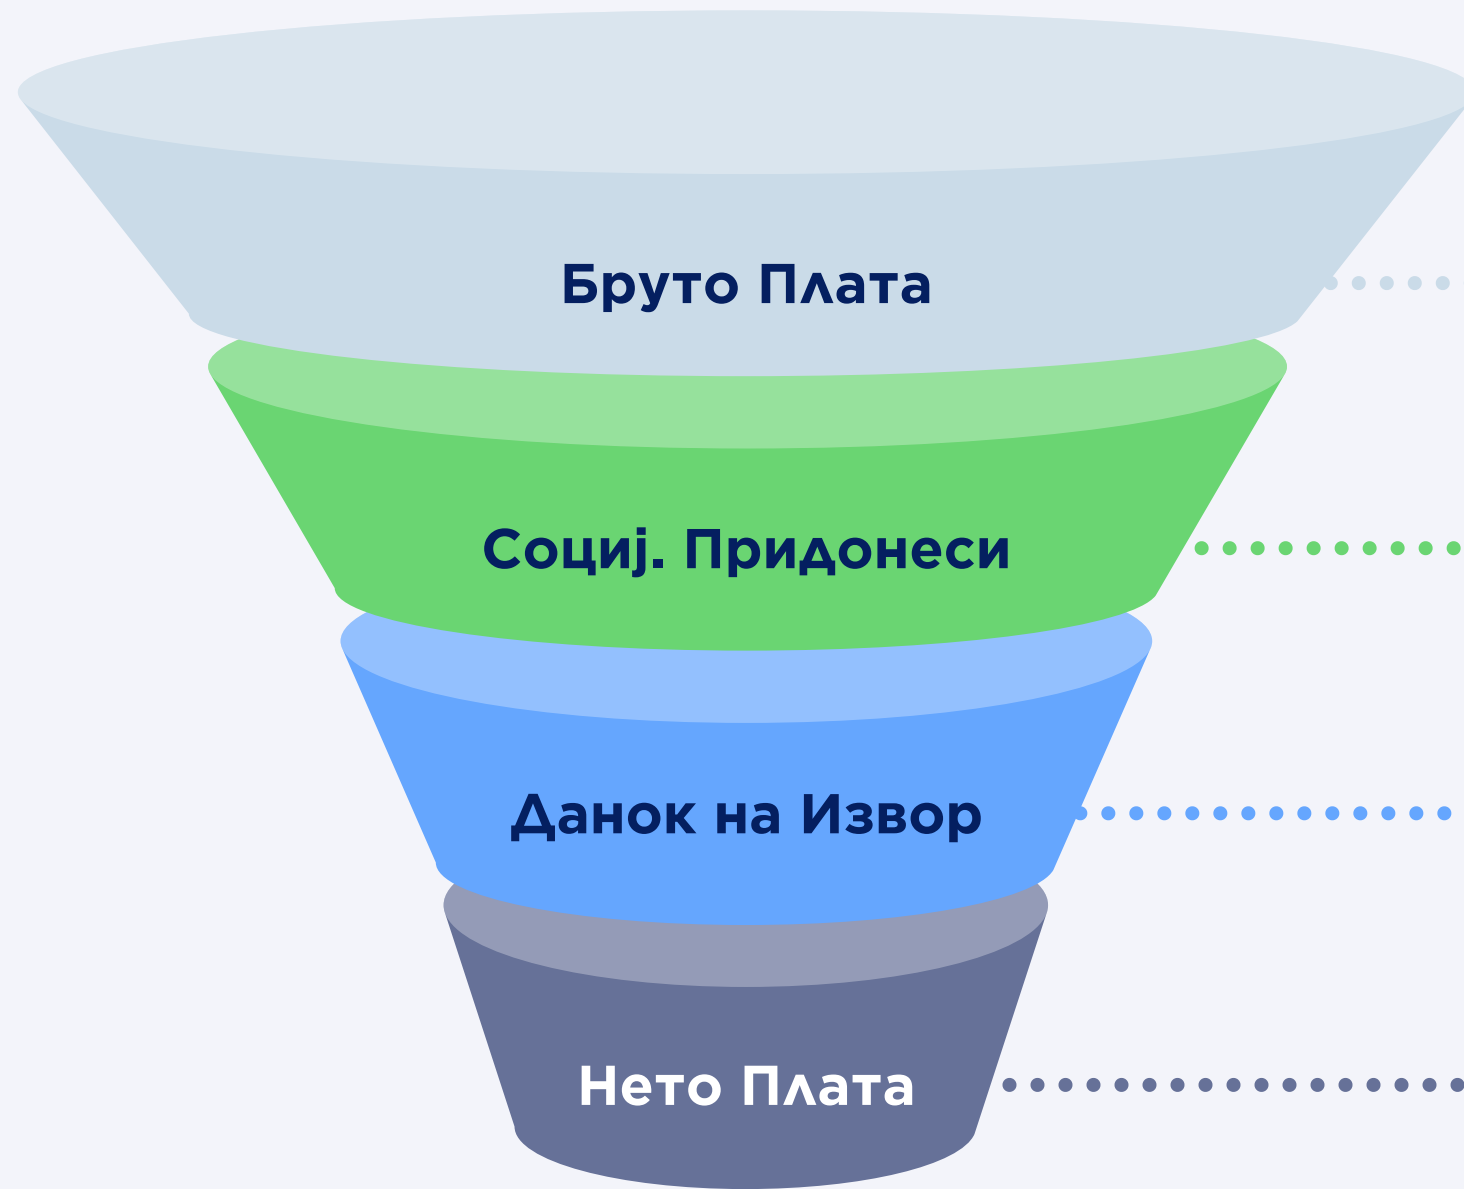 Бруто Плата
Социј. Придонеси
Данок на Извор
Нето Плата